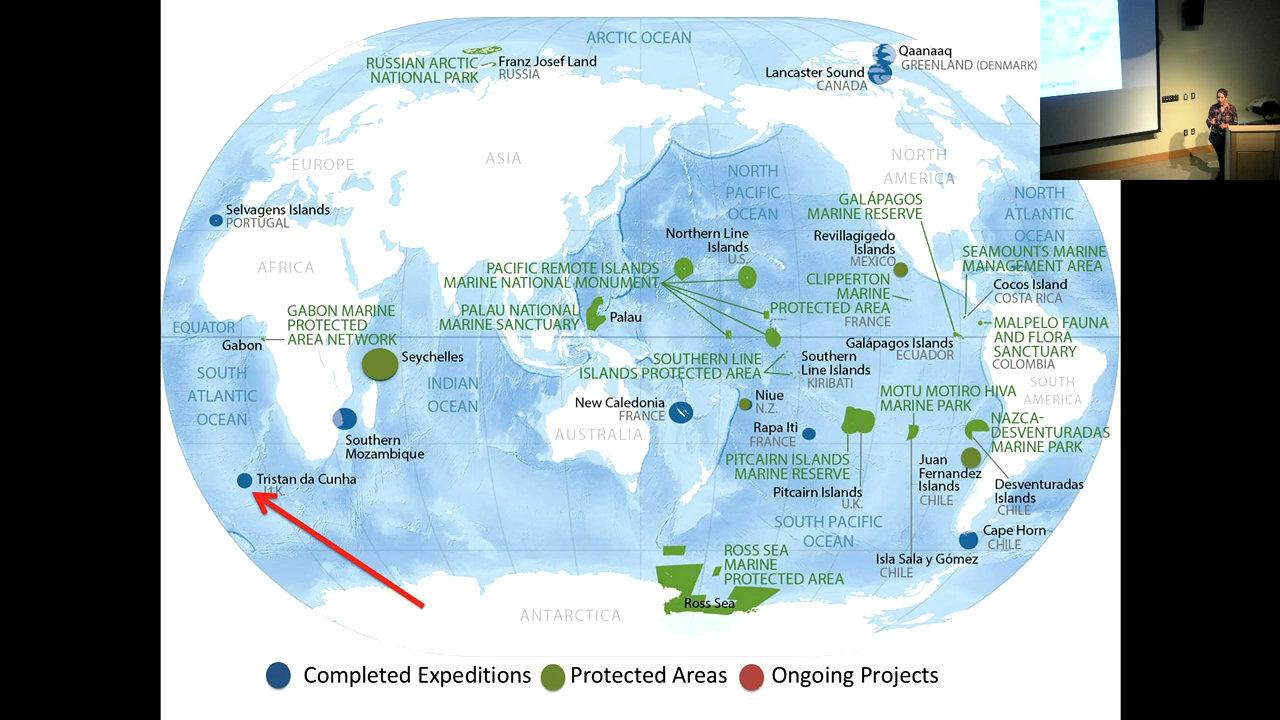 ARCTIC OCEAN
RUSSIAN ARCTIC
NATIONAL PARK
Franz Josef Land
RUSSIA
Qaanaaq
GREENLAND (DENMARK)
Lancaster Sound
CANADA
EUROPE
ASIA
NORTH
AMERICA
NORTH
PACIFIC
OCEAN
NORTH
ATLANTIC
OCEAN
Selvagens Islands
PORTUGAL
GALÁPAGOS
MARINE RESERVE
Northern Line
Islands
U.S.
Revillagigedo
Islands
MEXICO
SEAMOUNTS MARINE
MANAGEMENT AREA
AFRICA
PACIFIC REMOTE ISLANDS
MARINE NATIONAL MONUMENT
CLIPPERTON
MARINE
PROTECTED AREA
FRANCE
Cocos Island
COSTA RICA
GABON MARINE
PROTECTED
AREA NETWORK
PALAU NATIONAL
MARINE SANCTUARY
Palau
EQUATOR
Gabon
MALPELO FAUNA
AND FLORA
SANCTUARY
COLOMBIA
Galápagos Islands
ECUADOR
Seychelles
SOUTHERN LINE
ISLANDS PROTECTED AREA
Southern
Line Islands
KIRIBATI
SOUTH
ATLANTIC
OCEAN
INDIAN
OCEAN
SOUTH
AMERICA
New Caledonia
FRANCE
Niue
N.Z.
MOTU MOTIRO HIVA
MARINE PARK
AUSTRALIA
Rapa Iti
FRANCE
NAZCA-
DESVENTURADAS
MARINE PARK
Southern
Mozambique
PITCAIRN ISLANDS
MARINE RESERVE
Juan
Fernandez
Islands
CHILE
Tristan da Cunha
U.K.
Pitcairn Islands
U.K.
Desventuradas
Islands
CHILE
SOUTH PACIFIC
OCEAN
Cape Horn
CHILE
ROSS SEA
MARINE
PROTECTED AREA
Isla Sala y Gómez
CHILE
Ross Sea
ANTARCTICA
Completed Expeditions
Protected Areas
Ongoing Projects